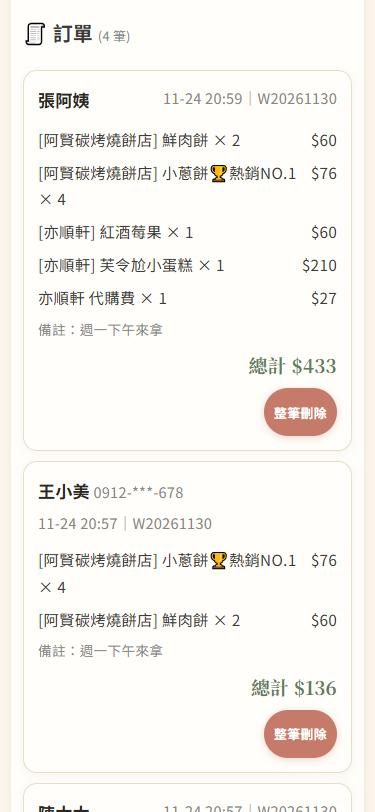 訂單 (4 筆)
張阿姨 11-24 20:59｜W20261130
[阿賢碳烤燒餅店] 鮮肉餅 × 2 $60
[阿賢碳烤燒餅店] 小蔥餅🏆熱銷NO.1 $76
× 4
[亦順軒] 紅酒莓果 × 1 $60
[亦順軒] 芙令尬小蛋糕 × 1 $210
亦順軒 代購費 × 1 $27
備註：週一下午來拿
總計 $433
整筆刪除
王小美 0912-***-678
11-24 20:57｜W20261130
[阿賢碳烤燒餅店] 小蔥餅🏆熱銷NO.1 $76
× 4
[阿賢碳烤燒餅店] 鮮肉餅 × 2 $60
備註：週一下午來拿
總計 $136
整筆刪除
11-24 20:57｜W20261130